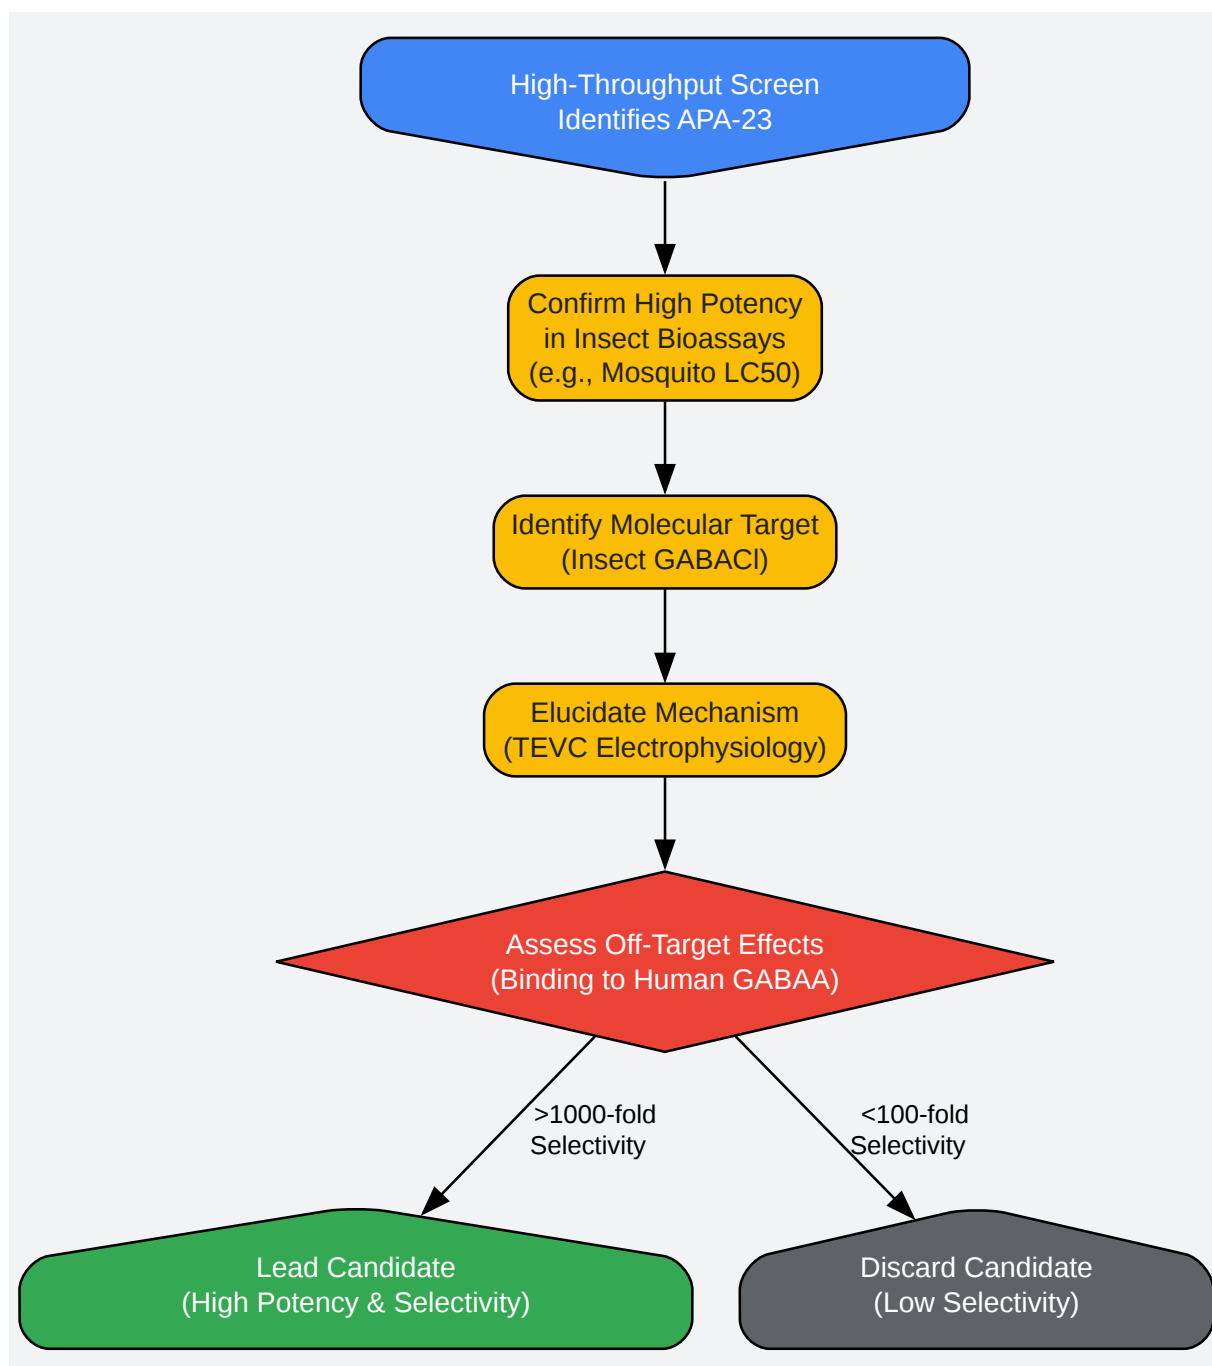 High-Throughput Screen
Identifies APA-23
Confirm High Potency
in Insect Bioassays
(e.g., Mosquito LC50)
Identify Molecular Target
(Insect GABACl)
Elucidate Mechanism
(TEVC Electrophysiology)
Assess Off-Target Effects
(Binding to Human GABAA)
>1000-fold
Selectivity
<100-fold
Selectivity
Lead Candidate
(High Potency & Selectivity)
Discard Candidate
(Low Selectivity)